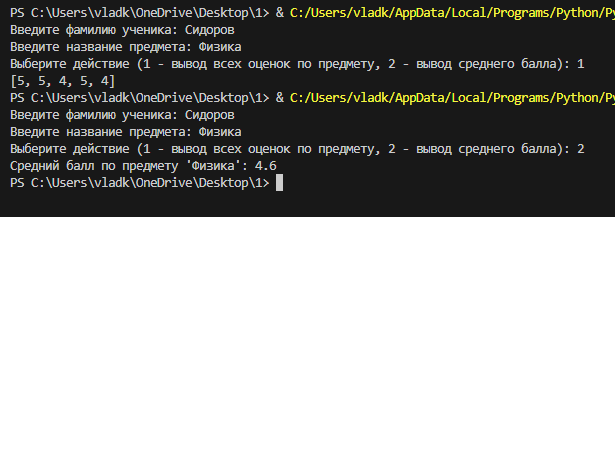 PS C:\Users\vladk\OneDrive\Desktop\1> & C:/Users/vladk/AppData/Local/Programs/Python/Py
Введите фамилию ученика: Сидоров
Введите название предмета: Физика
Выберите действие (1 - вывод всех оценок по предмету, 2 - вывод среднего балла): 1
[5, 5, 4, 5, 4]
PS C:\Users\vladk\OneDrive\Desktop\1> & C:/Users/vladk/AppData/Local/Programs/Python/Py
Введите фамилию ученика: Сидоров
Введите название предмета: Физика
Выберите действие (1 - вывод всех оценок по предмету, 2 - вывод среднего балла): 2
Средний балл по предмету 'Физика': 4.6
PS C:\Users\vladk\OneDrive\Desktop\1>